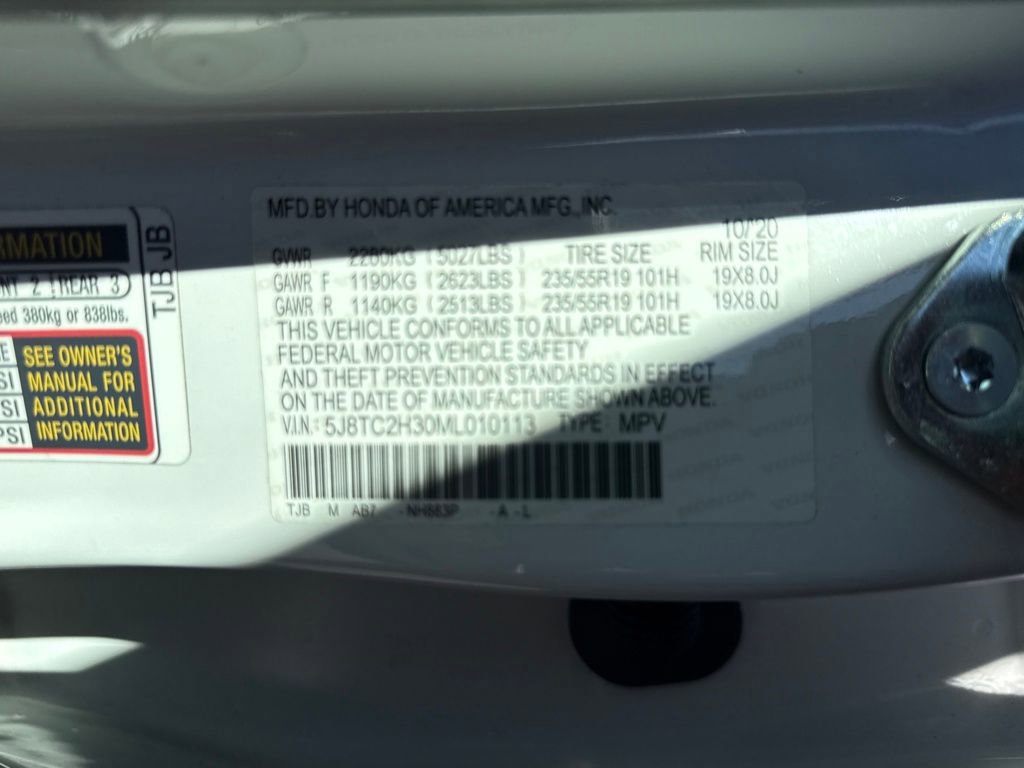 MFD.BY HONDA OF AMERICA MFG.,INC.
10/20
GVWR 2280KG (5027LBS) TIRE SIZE RIM SIZE
GAWR F 1190KG (2623LBS) 235/55R19 101H 19X8.0J
GAWR R 1140KG (2513LBS) 235/55R19 101H 19X8.0J
THIS VEHICLE CONFORMS TO ALL APPLICABLE
FEDERAL MOTOR VEHICLE SAFETY
AND THEFT PREVENTION STANDARDS IN EFFECT
ON THE DATE OF MANUFACTURE SHOWN ABOVE.
V.I.N.: 5J8TC2H30ML010113 TYPE: MPV
TJB M AB7 -NH883P -A -L
RMATION
NT 2 REAR 3
eed 380kg or 838lbs.
SEE OWNER'S
MANUAL FOR
ADDITIONAL
INFORMATION
PSI
TJB JB